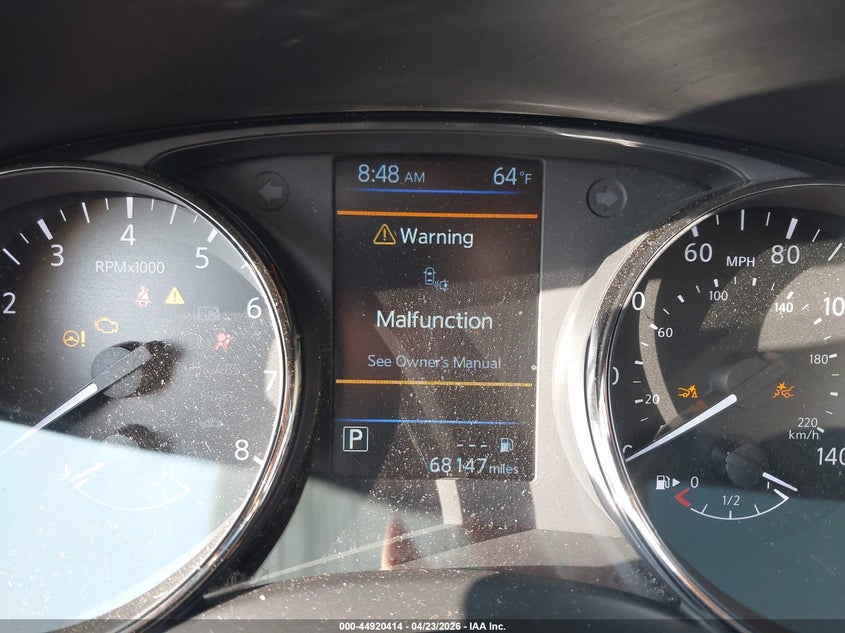 8:48 AM 64°F
Warning
Malfunction
See Owner's Manual
P
--- 
68147 miles
2 3 4 5 6 7 8
RPMx1000
H
60 80
MPH
20 60 100 140 180 220
km/h
140
0 1/2 1
000-44920414 - 04/23/2026 - IAA Inc.